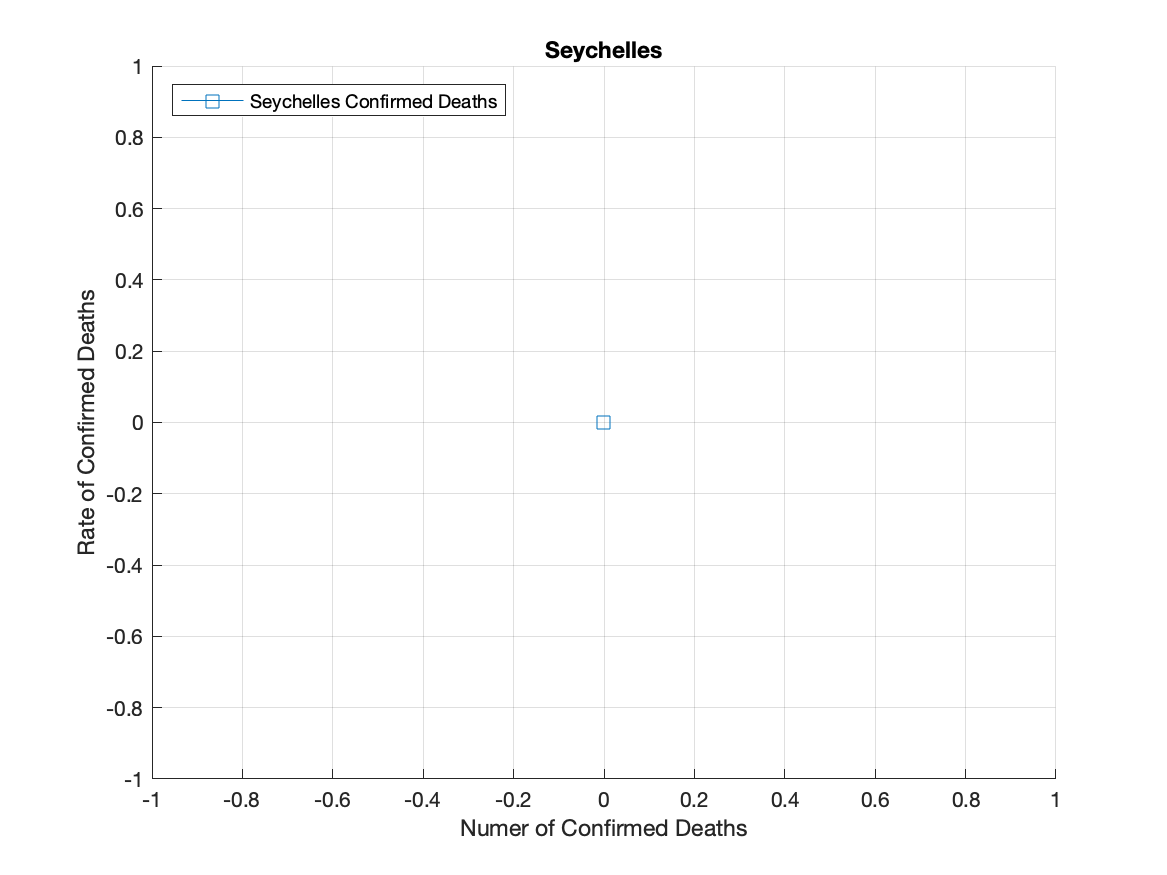 Seychelles
Seychelles Confirmed Deaths
1
0.8
0.6
0.4
0.2
0
-0.2
-0.4
-0.6
-0.8
-1
Rate of Confirmed Deaths
-1 -0.8 -0.6 -0.4 -0.2 0 0.2 0.4 0.6 0.8 1
Numer of Confirmed Deaths